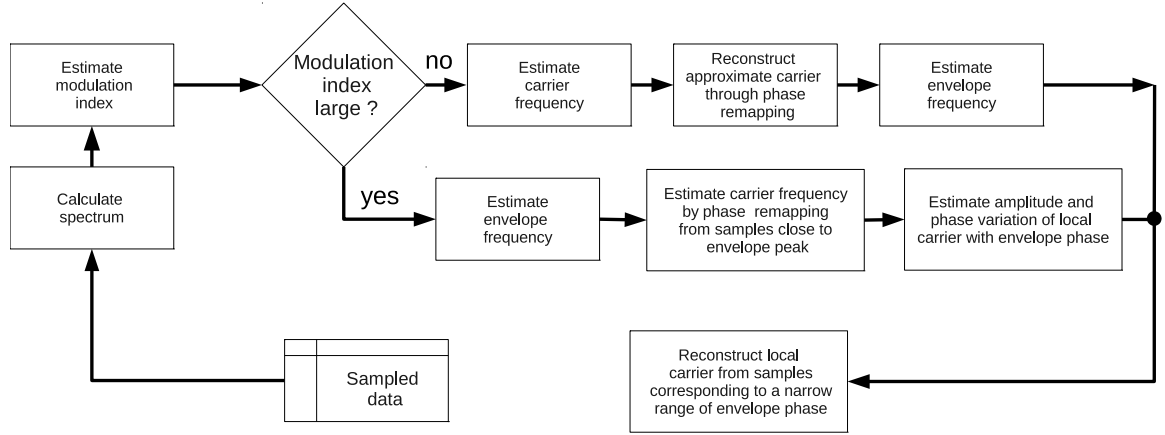 Estimate
modulation
index
Modulation
index
large ?
no
Estimate
carrier
frequency
Reconstruct
approximate carrier
through phase
remapping
Estimate
envelope
frequency
Calculate
spectrum
yes
Estimate
envelope
frequency
Estimate carrier frequency
by phase remapping
from samples close to
envelope peak
Estimate amplitude and
phase variation of local
carrier with envelope phase
Sampled
data
Reconstruct local
carrier from samples
corresponding to a narrow
range of envelope phase